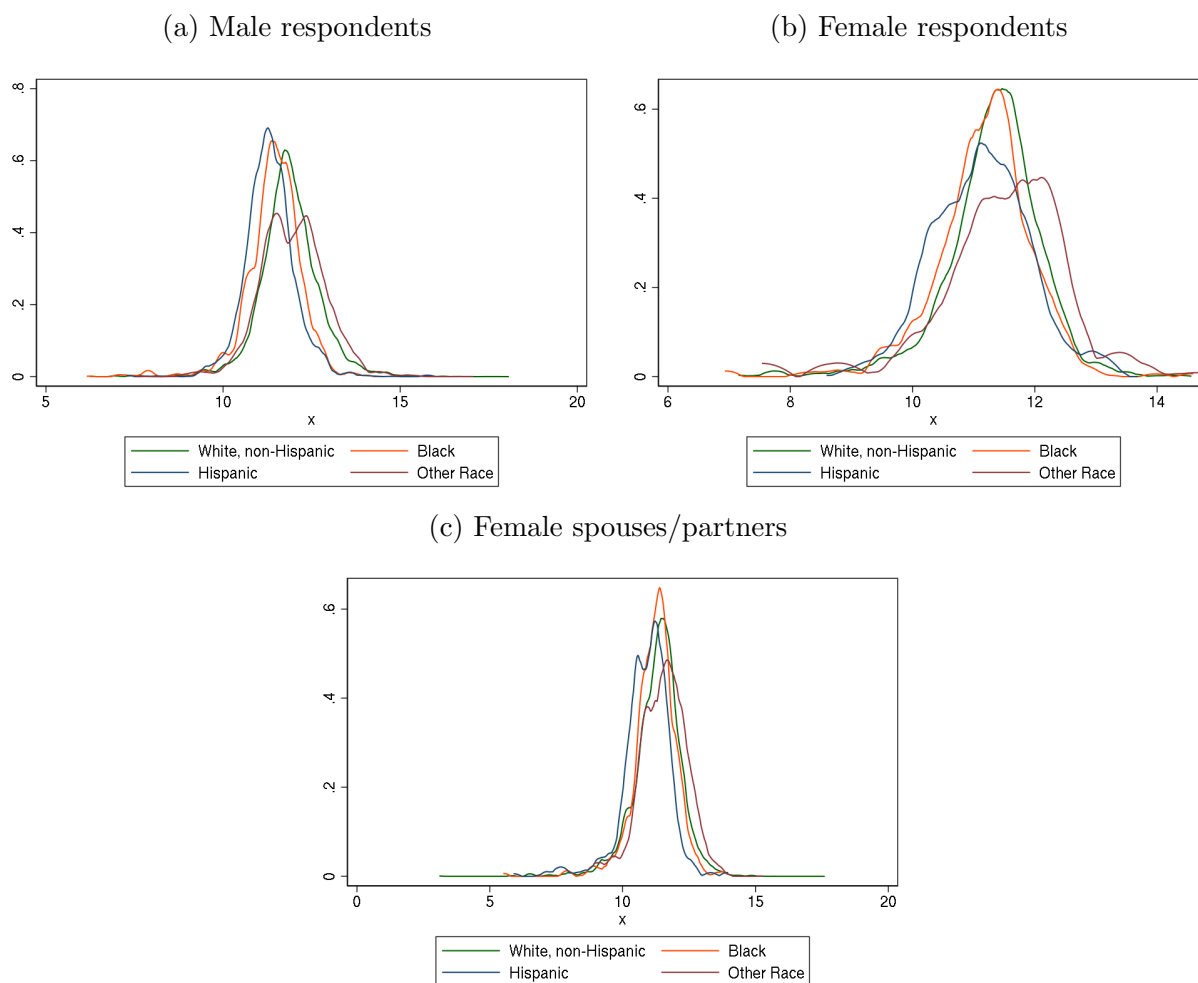 (a) Male respondents
.8
.6
.4
.2
0
5 10 15 20
x
White, non-Hispanic Black
Hispanic Other Race
(b) Female respondents
.6
.4
.2
0
6 8 10 12 14
x
White, non-Hispanic Black
Hispanic Other Race
(c) Female spouses/partners
.6
.4
.2
0
0 5 10 15 20
x
White, non-Hispanic Black
Hispanic Other Race